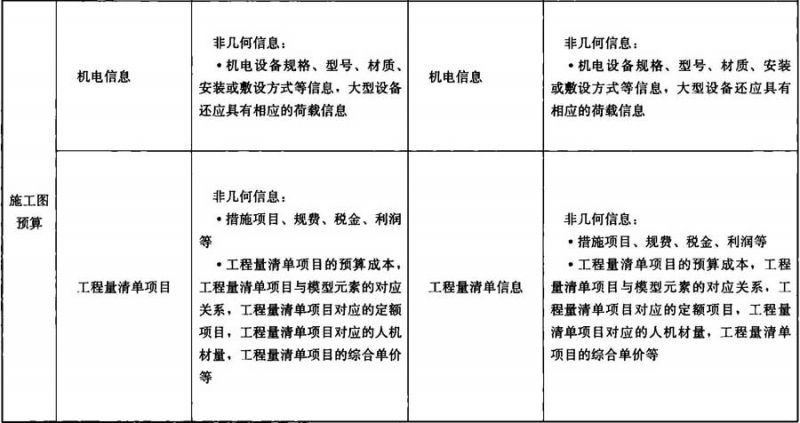 施工图
预算
机电信息
非几何信息：
·机电设备规格、型号、材质、
安装或敷设方式等信息，大型设备
还应具有相应的荷载信息
机电信息
非几何信息：
·机电设备规格、型号、材质、安装
或敷设方式等信息，大型设备还应具有
相应的荷载信息
工程量清单项目
非几何信息：
·措施项目、规费、税金、利润
等
·工程量清单项目的预算成本，
工程量清单项目与模型元素的对应
关系，工程量清单项目对应的定额
项目，工程量清单项目对应的人机
材量，工程量清单项目的综合单价
等
工程量清单信息
非几何信息：
·措施项目、规费、税金、利润等
·工程量清单项目的预算成本，工程
量清单项目与模型元素的对应关系，工
程量清单项目对应的定额项目，工程量
清单项目对应的人机材量，工程量清单
项目的综合单价等